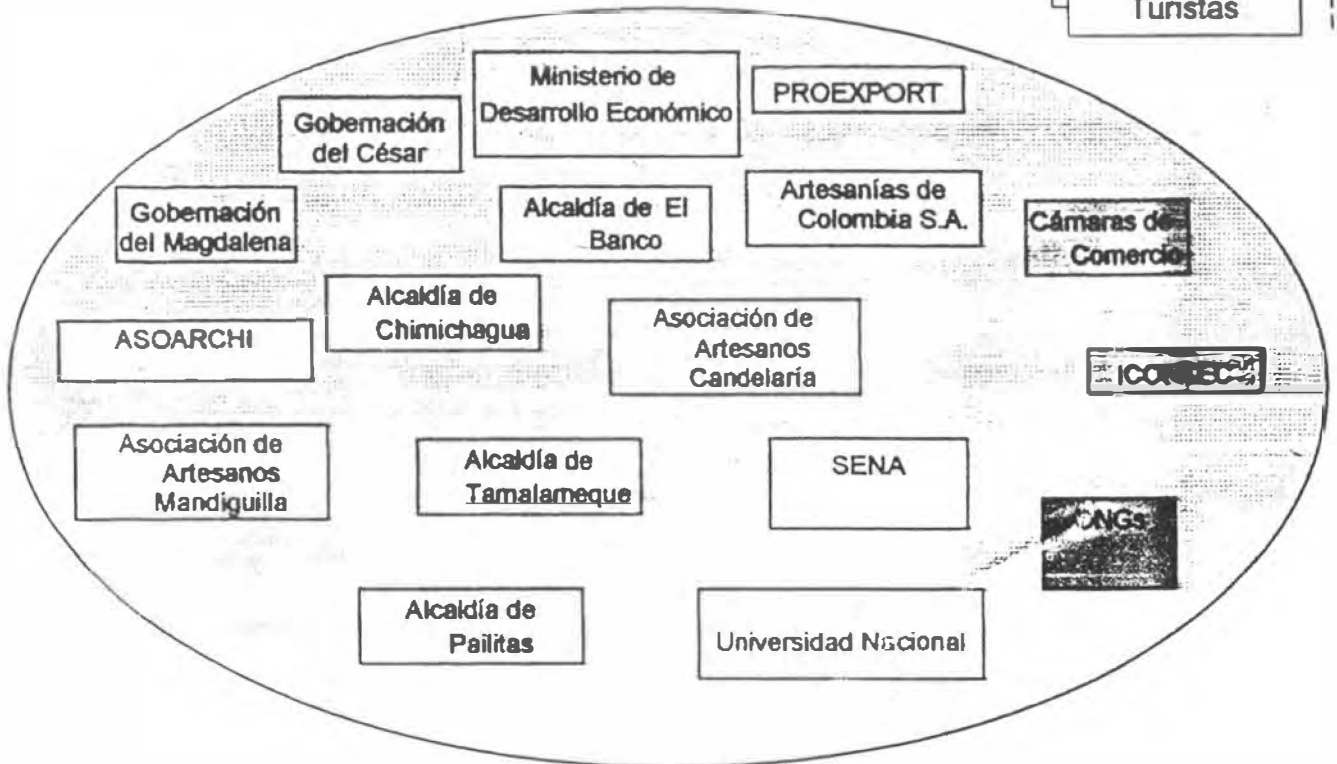 Turistas
Ministerio de
Desarrollo Económico
PROEXPORT
Gobernación
del César
Gobernación
del Magdalena
Alcaldía de El
Banco
Artesanías de
Colombia S.A.
Cámaras de
Comercio
Alcaldía de
Chimichagua
ASOARCHI
Asociación de
Artesanos
Candelaría
Asociación de
Artesanos
Mandiguilla
Alcaldía de
Tamalameque
SENA
ONGs
Alcaldía de
Pailitas
Universidad Nacional